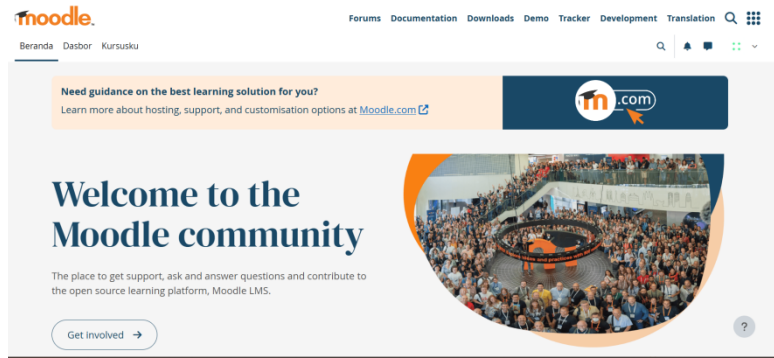 moodle.
Forums Documentation Downloads Demo Tracker Development Translation
Beranda Dasbor Kursusku
Need guidance on the best learning solution for you?
Learn more about hosting, support, and customisation options at Moodle.com
m .com
Welcome to the
Moodle community
The place to get support, ask and answer questions and contribute to
the open source learning platform, Moodle LMS.
Get involved →
?